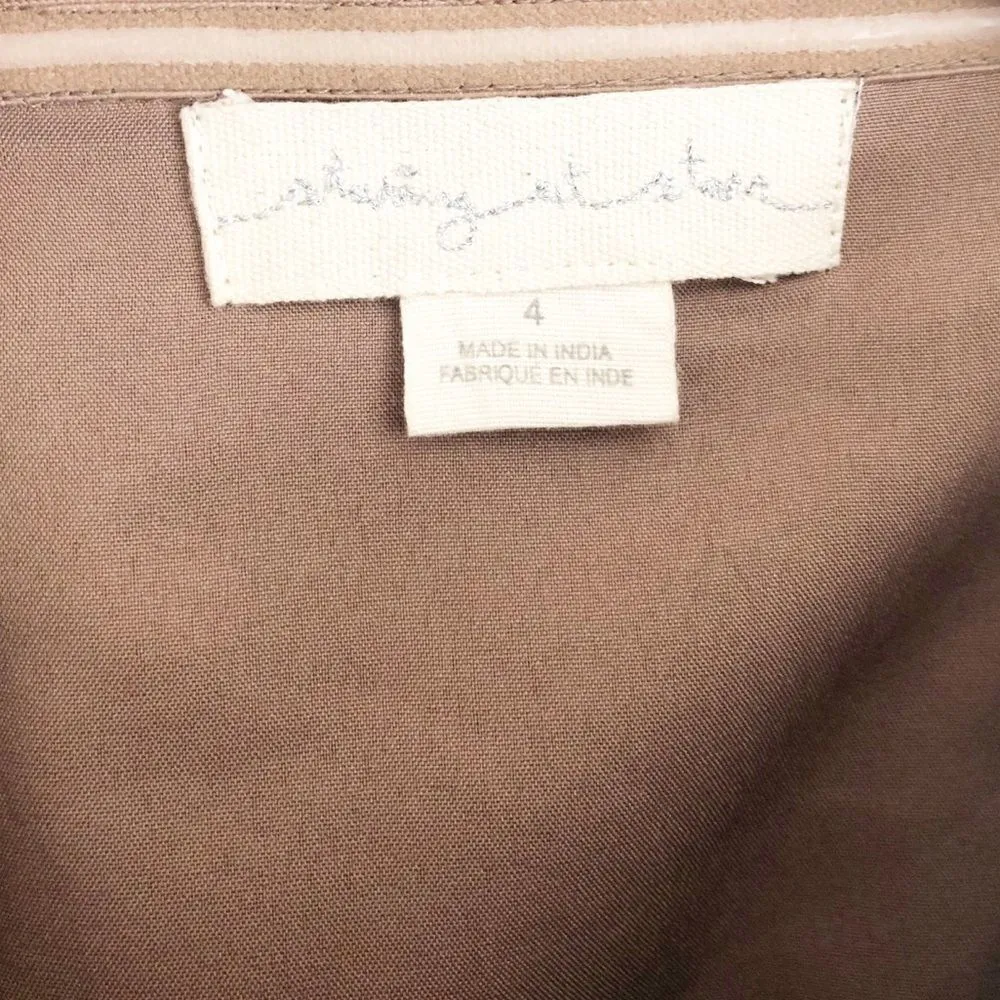 staring at stars
4
MADE IN INDIA
FABRIQUÉ EN INDE